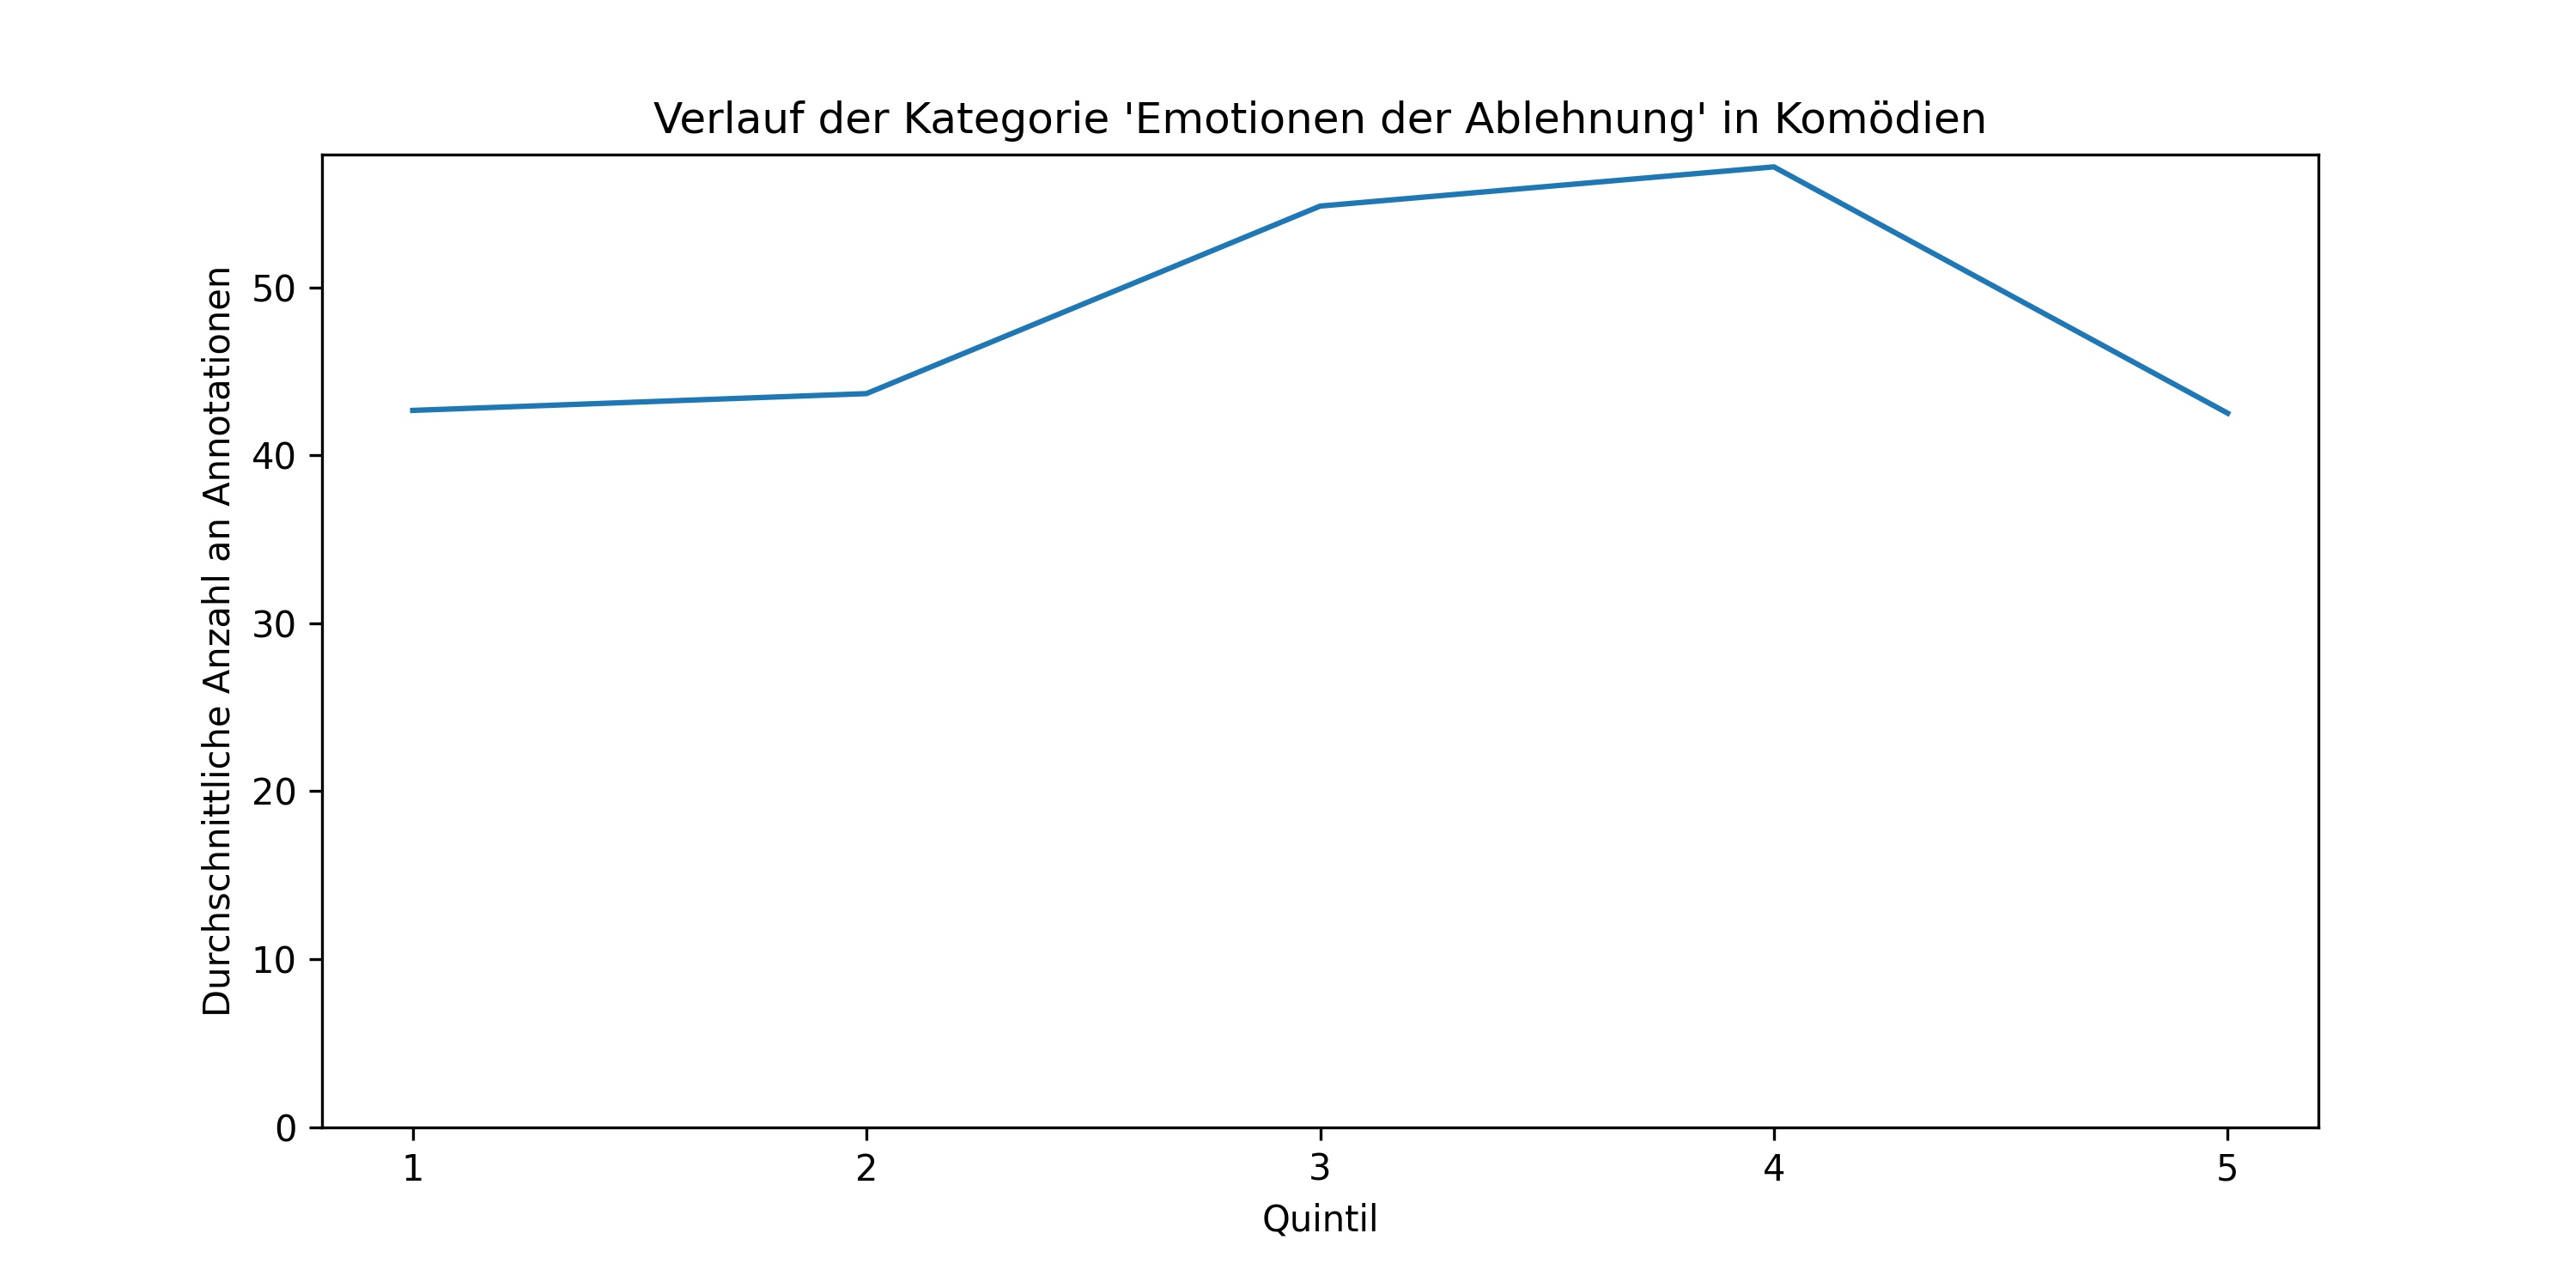 Verlauf der Kategorie 'Emotionen der Ablehnung' in Komödien
Durchsschnittliche Anzahl an Annotationen
50
40
30
20
10
0
1 2 3 4 5
Quintil